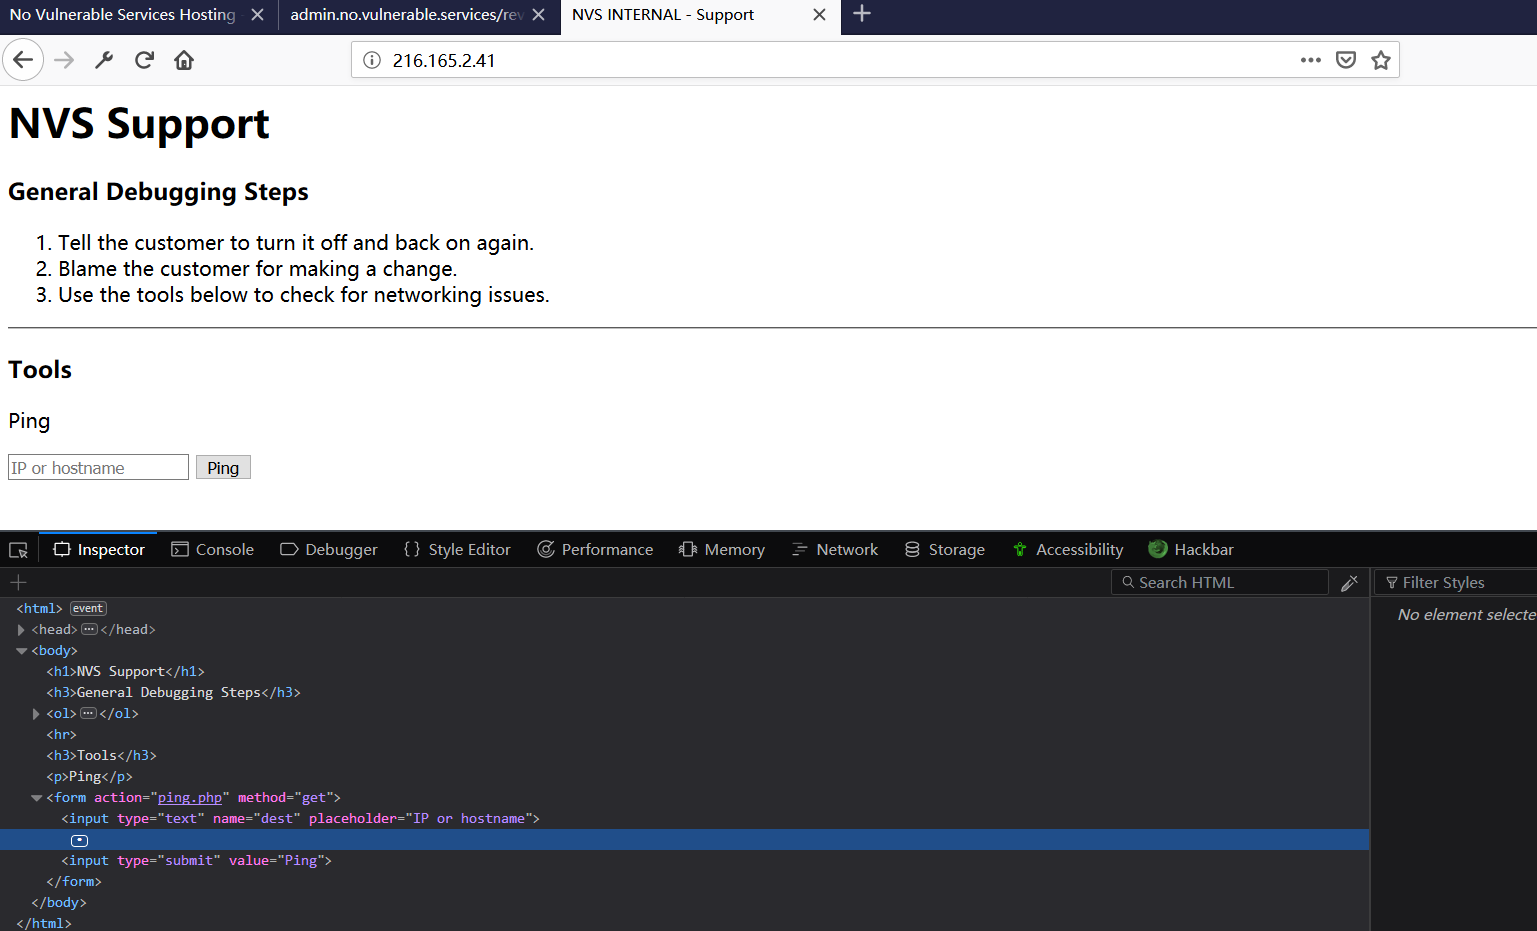 No Vulnerable Services Hosting
admin.no.vulnerable.services/rev
NVS INTERNAL - Support
216.165.2.41
NVS Support
General Debugging Steps
1. Tell the customer to turn it off and back on again.
2. Blame the customer for making a change.
3. Use the tools below to check for networking issues.
Tools
Ping
IP or hostname Ping
Inspector Console Debugger Style Editor Performance Memory Network Storage Accessibility Hackbar
Search HTML Filter Styles
<html> event
No element selecte
<head> ... </head>
<body>
<h1>NVS Support</h1>
<h3>General Debugging Steps</h3>
<ol> ... </ol>
<hr>
<h3>Tools</h3>
<p>Ping</p>
<form action="ping.php" method="get">
<input type="text" name="dest" placeholder="IP or hostname">
<input type="submit" value="Ping">
</form>
</body>
</html>